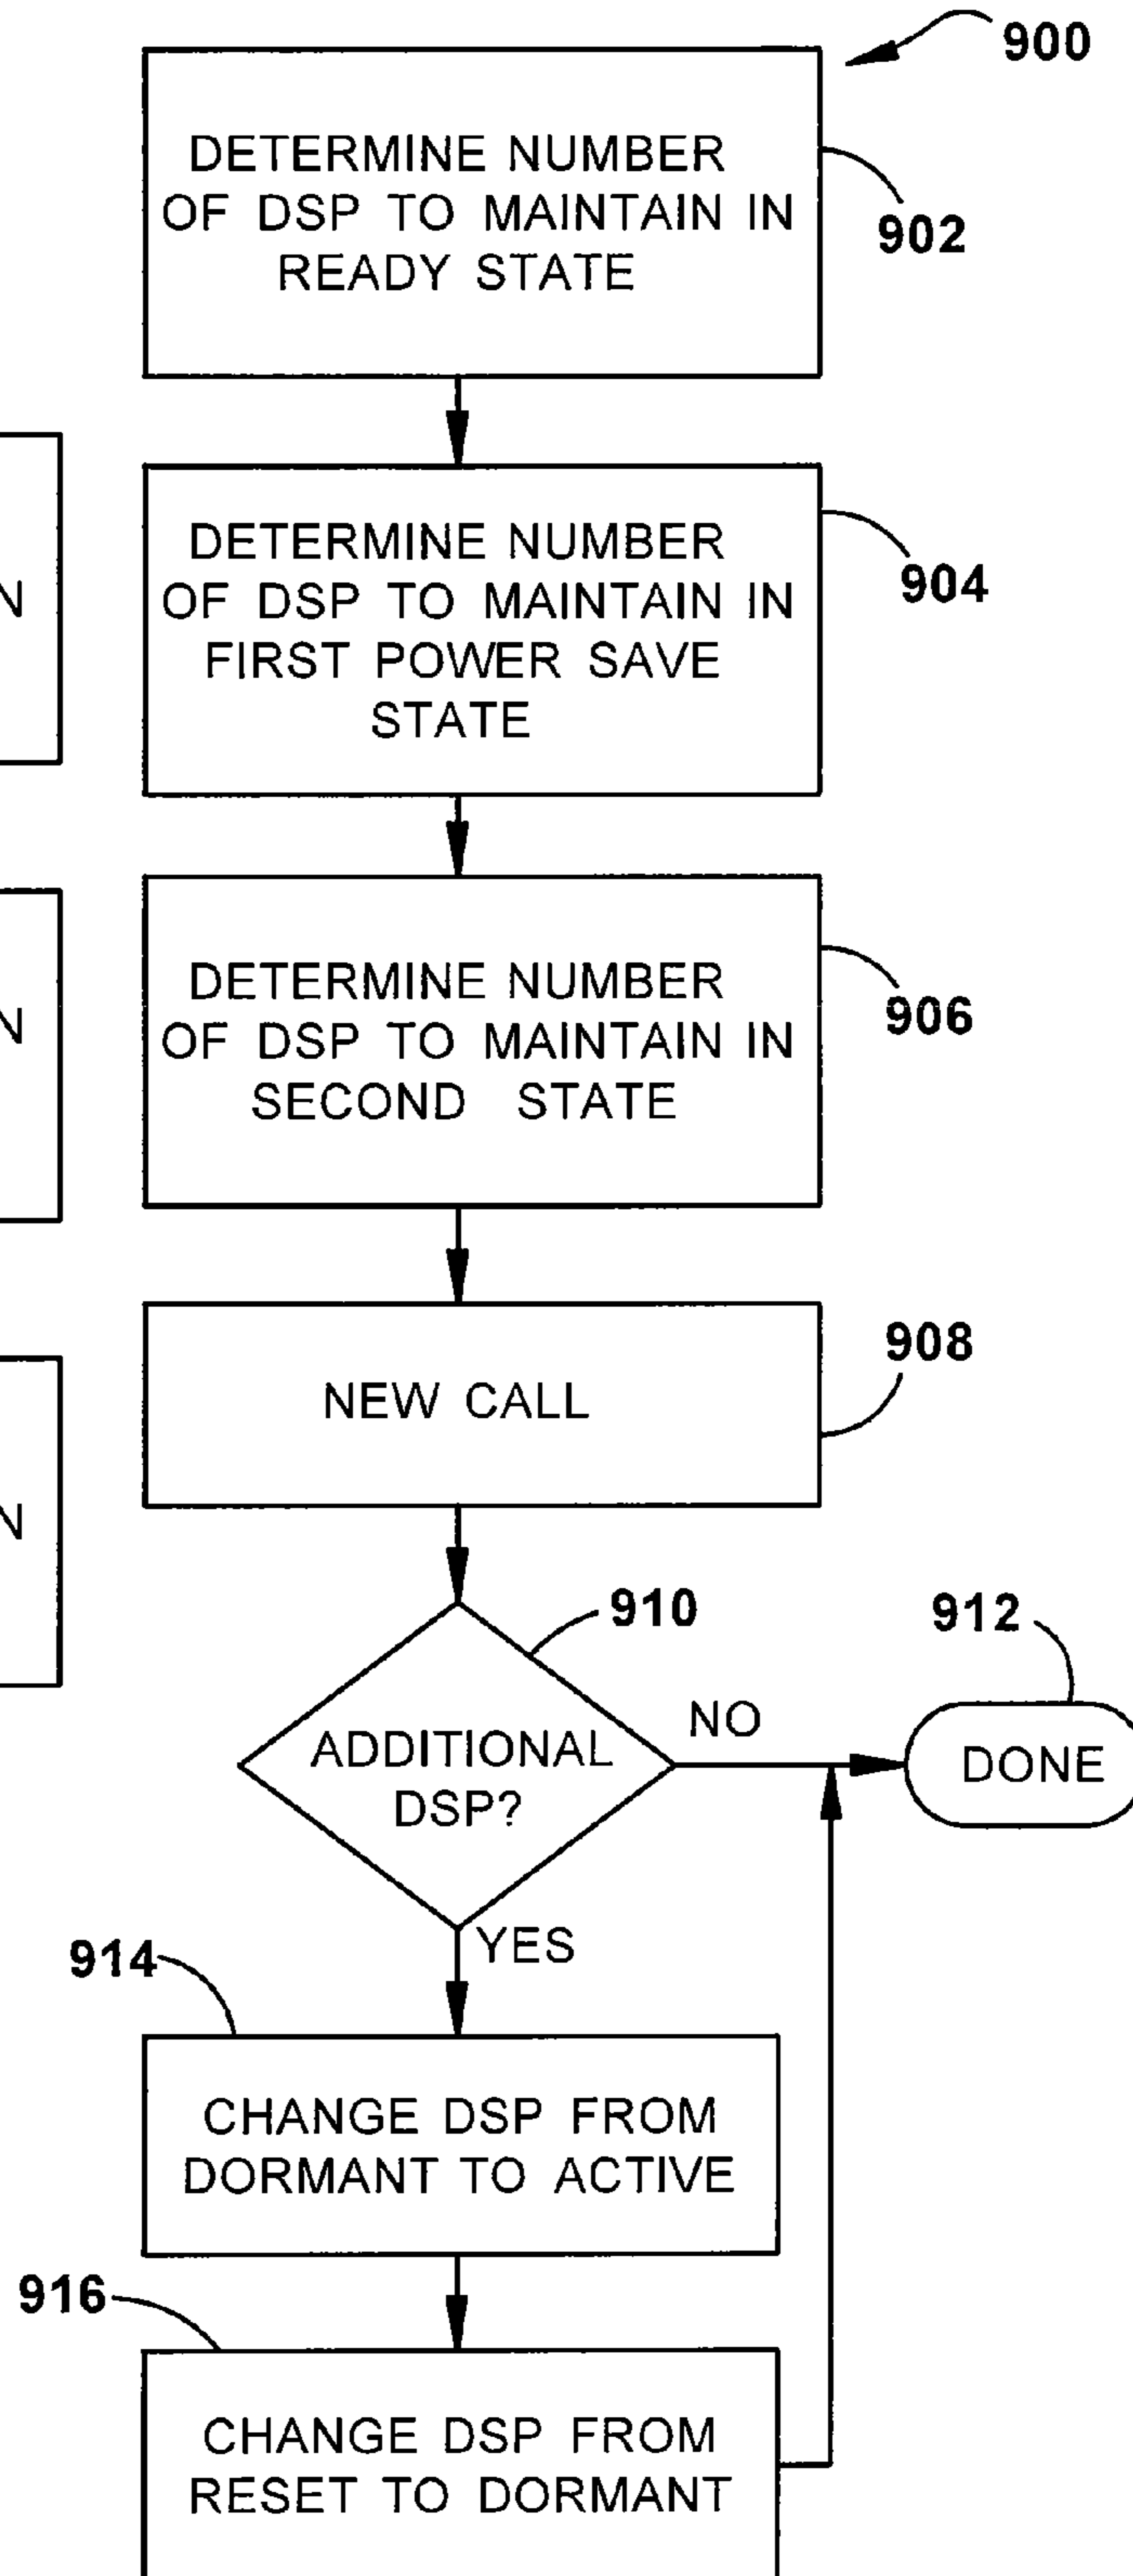 900
DETERMINE NUMBER
OF DSP TO MAINTAIN IN
READY STATE
902
DETERMINE NUMBER
OF DSP TO MAINTAIN IN
FIRST POWER SAVE
STATE
904
N
DETERMINE NUMBER
OF DSP TO MAINTAIN IN
SECOND STATE
906
N
NEW CALL
908
N
910
912
ADDITIONAL
DSP?
NO
DONE
YES
914
CHANGE DSP FROM
DORMANT TO ACTIVE
916
CHANGE DSP FROM
RESET TO DORMANT